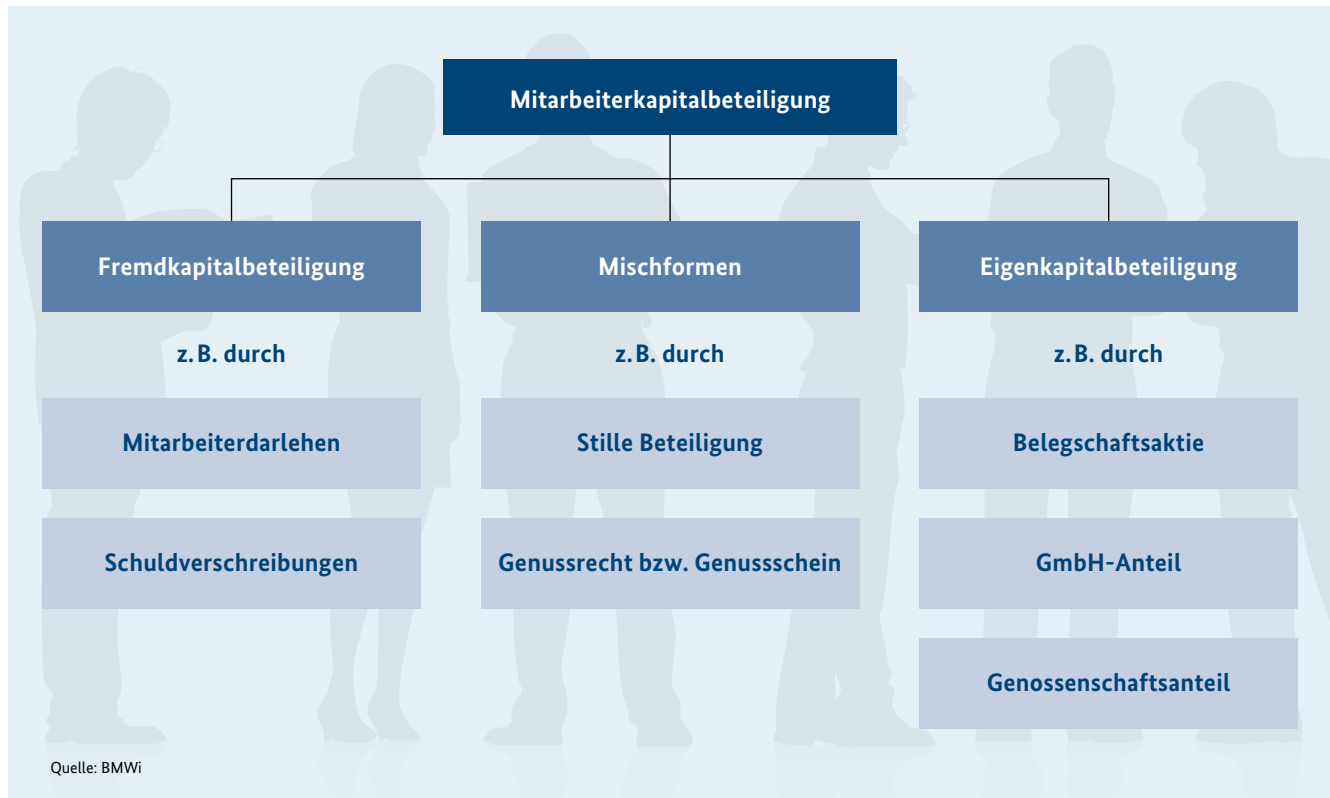 Mitarbeiterkapitalbeteiligung
Fremdkapitalbeteiligung
z. B. durch
Mitarbeiterdarlehen
Schuldverschreibungen
Mischformen
z. B. durch
Stille Beteiligung
Genussrecht bzw. Genussschein
Eigenkapitalbeteiligung
z. B. durch
Belegschaftsaktie
GmbH-Anteil
Genossenschaftsanteil
Quelle: BMWi